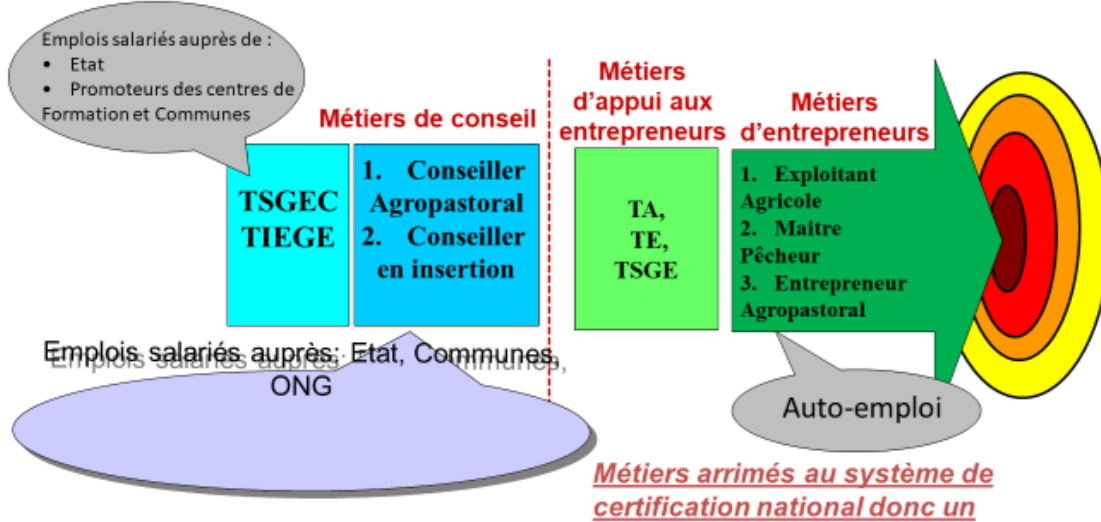 Emplois salariés auprès de :
• Etat
• Promoteurs des centres de
Formation et Communes
Métiers de conseil
TSGEC
TIEGE
1. Conseiller
Agropastoral
2. Conseiller
en insertion
Emplois salariés auprès: Etat, Communes,
ONG
Métiers
d'appui aux
entrepreneurs
TA,
TE,
TSGE
Métiers
d'entrepreneurs
1. Exploitant
Agricole
2. Maitre
Pêcheur
3. Entrepreneur
Agropastoral
Auto-emploi
Métiers arrimés au système de
certification national donc un